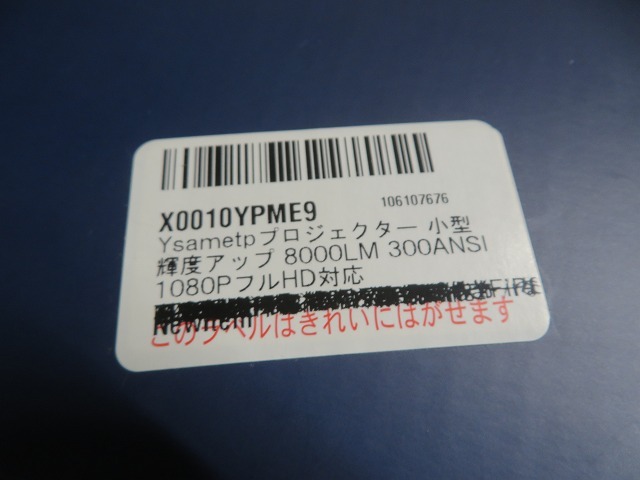 X0010YPME9
106107676
Ysametpプロジェクター 小型
輝度アップ 8000LM 300ANSI
1080PフルHD対応
NewItem
このラベルはきれいにはがせます